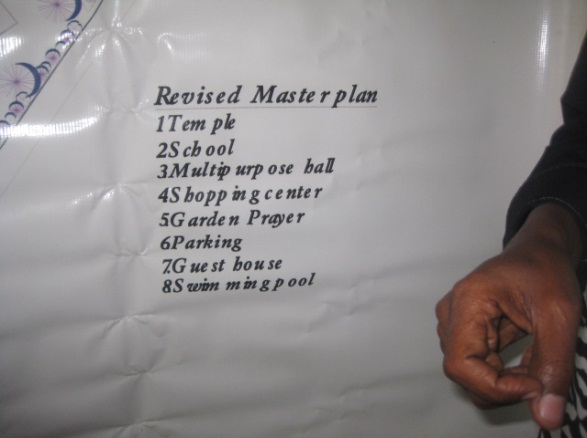 Revised Master plan
1Temple
2School
3Multipurpose hall
4Shopping center
5Garden Prayer
6Parking
7Guest house
8Swimming pool